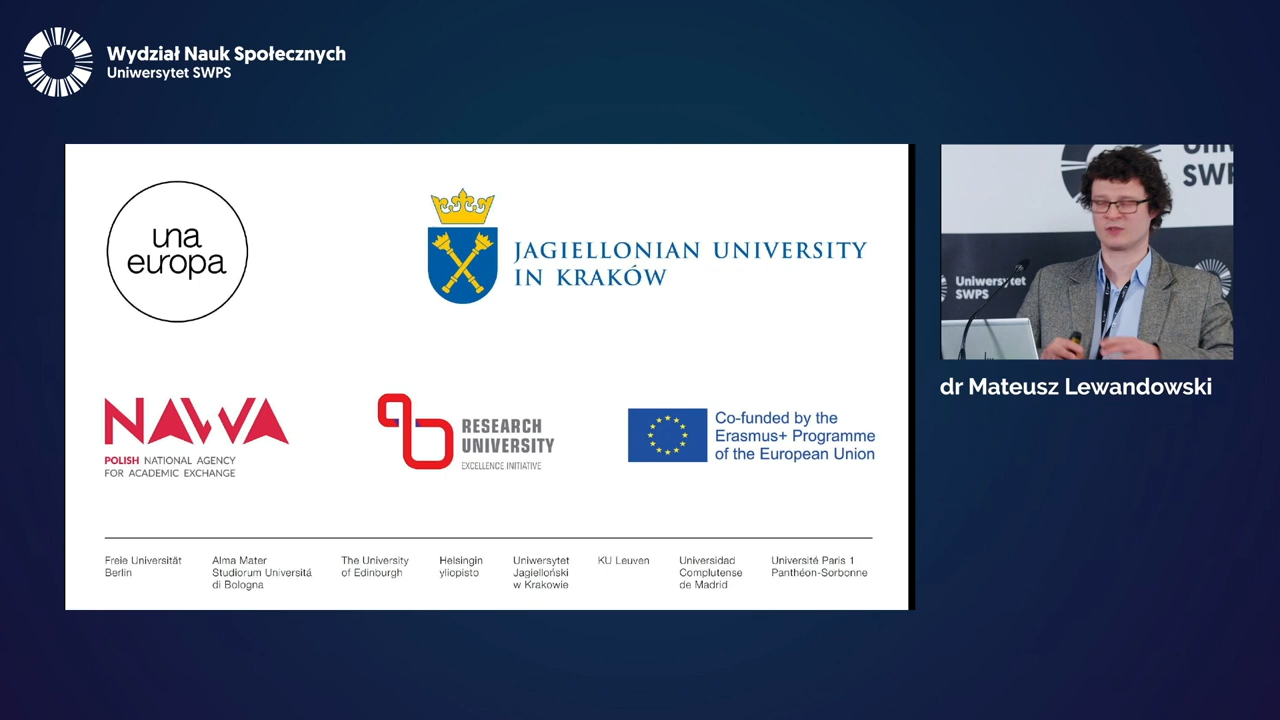 Wydział Nauk Społecznych
Uniwersytet SWPS
una
europa
JAGIELLONIAN UNIVERSITY
IN KRAKÓW
NAWA
POLISH NATIONAL AGENCY
FOR ACADEMIC EXCHANGE
RESEARCH
UNIVERSITY
EXCELLENCE INITIATIVE
Co-funded by the
Erasmus+ Programme
of the European Union
Freie Universität
Berlin
Alma Mater
Studiorum Universitá
di Bologna
The University
of Edinburgh
Helsingin
yliopisto
Uniwersytet
Jagielloński
w Krakowie
KU Leuven
Universidad
Complutense
de Madrid
Université Paris 1
Panthéon-Sorbonne
SWPS
Uniwersytet
SWPS
dr Mateusz Lewandowski